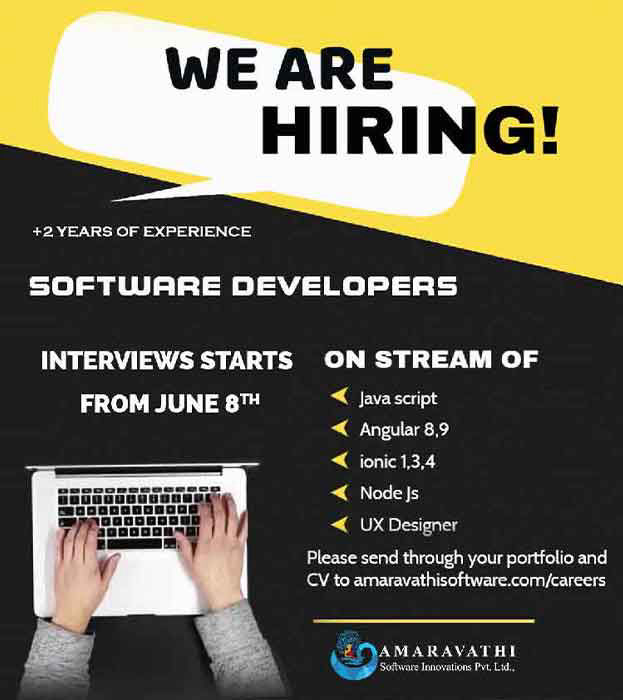 WE ARE
HIRING!
+2 YEARS OF EXPERIENCE
SOFTWARE DEVELOPERS
INTERVIEWS STARTS
FROM JUNE 8TH
ON STREAM OF
Java script
Angular 8,9
ionic 1,3,4
Node Js
UX Designer
Please send through your portfolio and
CV to amaravathisoftware.com/careers
AMARAVATHI
Software Innovations Pvt. Ltd.,